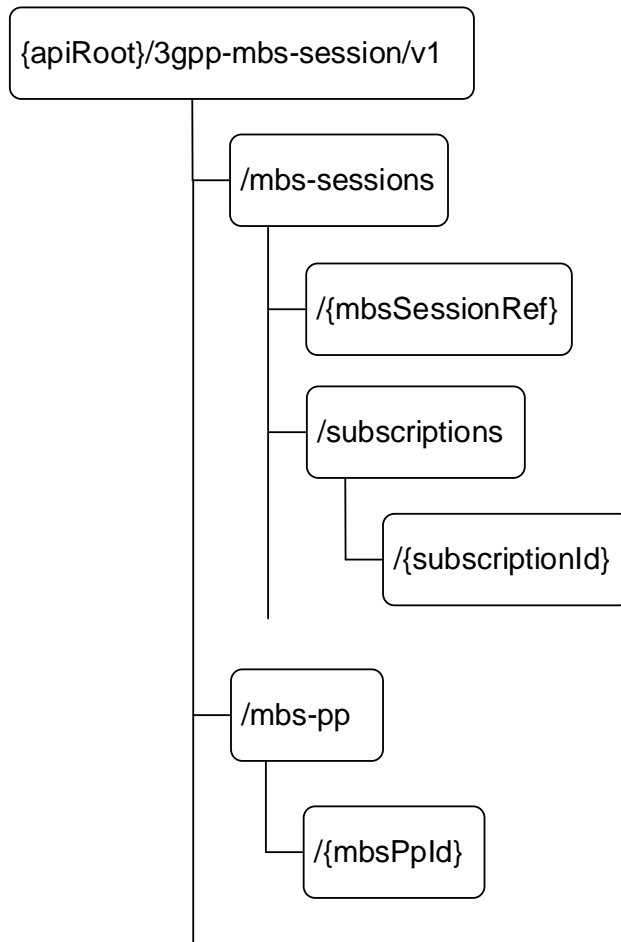 {apiRoot}/3gpp-mbs-session/v1
/mbs-sessions
/{mbsSessionRef}
/subscriptions
/{subscriptionId}
/mbs-pp
/{mbsPpId}